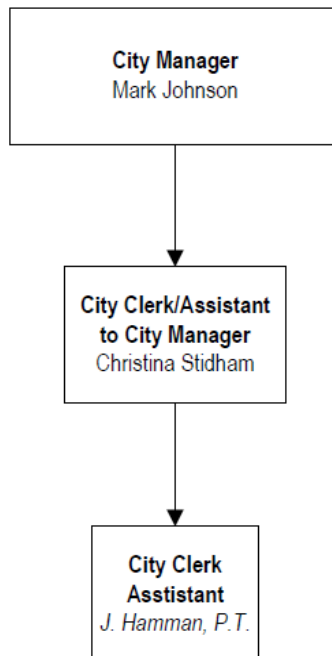 City Manager
Mark Johnson
City Clerk/Assistant
to City Manager
Christina Stidham
City Clerk
Asstistant
J. Hamman, P.T.